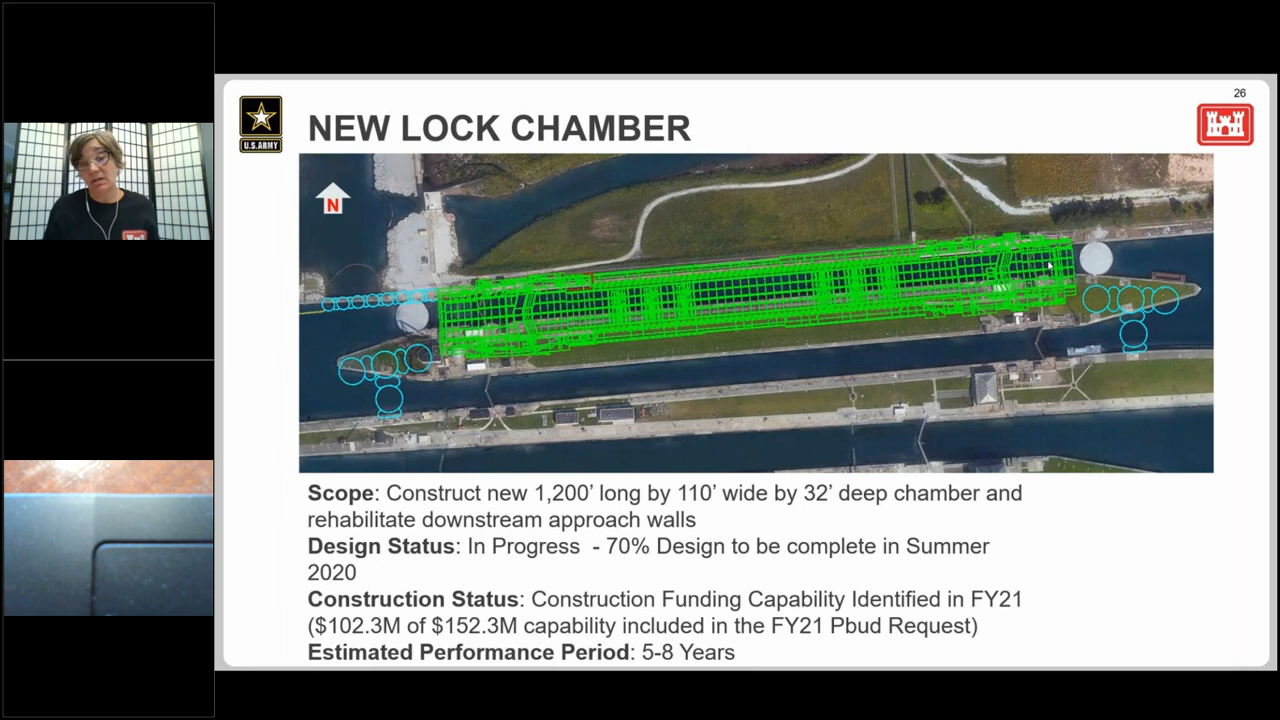 26
U.S.ARMY
NEW LOCK CHAMBER
N
Scope: Construct new 1,200’ long by 110’ wide by 32’ deep chamber and
rehabilitate downstream approach walls
Design Status: In Progress - 70% Design to be complete in Summer
2020
Construction Status: Construction Funding Capability Identified in FY21
($102.3M of $152.3M capability included in the FY21 Pbud Request)
Estimated Performance Period: 5-8 Years